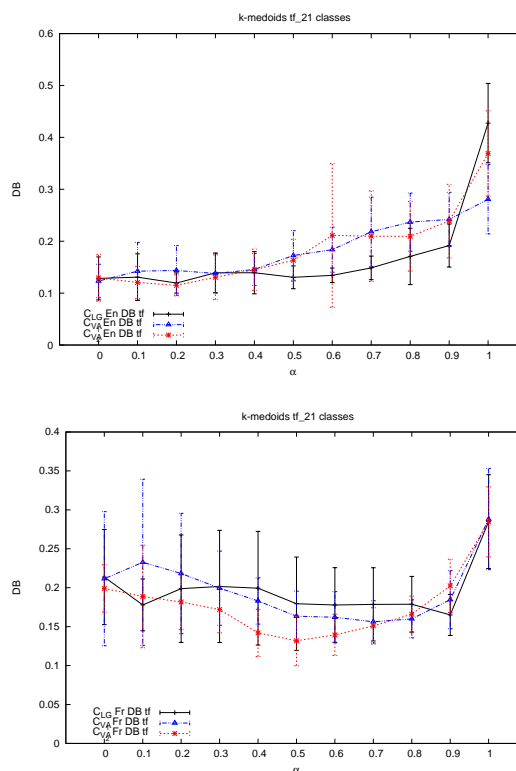 k-medoids tf_21 classes
0.6
0.5
0.4
DB
0.3
0.2
0.1
0
C_LG En DB tf
C_VA En DB tf
C_VA En DB tf
0 0.1 0.2 0.3 0.4 0.5 0.6 0.7 0.8 0.9 1
α
k-medoids tf_21 classes
0.4
0.35
0.3
0.25
DB
0.2
0.15
0.1
0.05
0
C_LG Fr DB tf
C_VA Fr DB tf
C_VA Fr DB tf
0 0.1 0.2 0.3 0.4 0.5 0.6 0.7 0.8 0.9 1
α